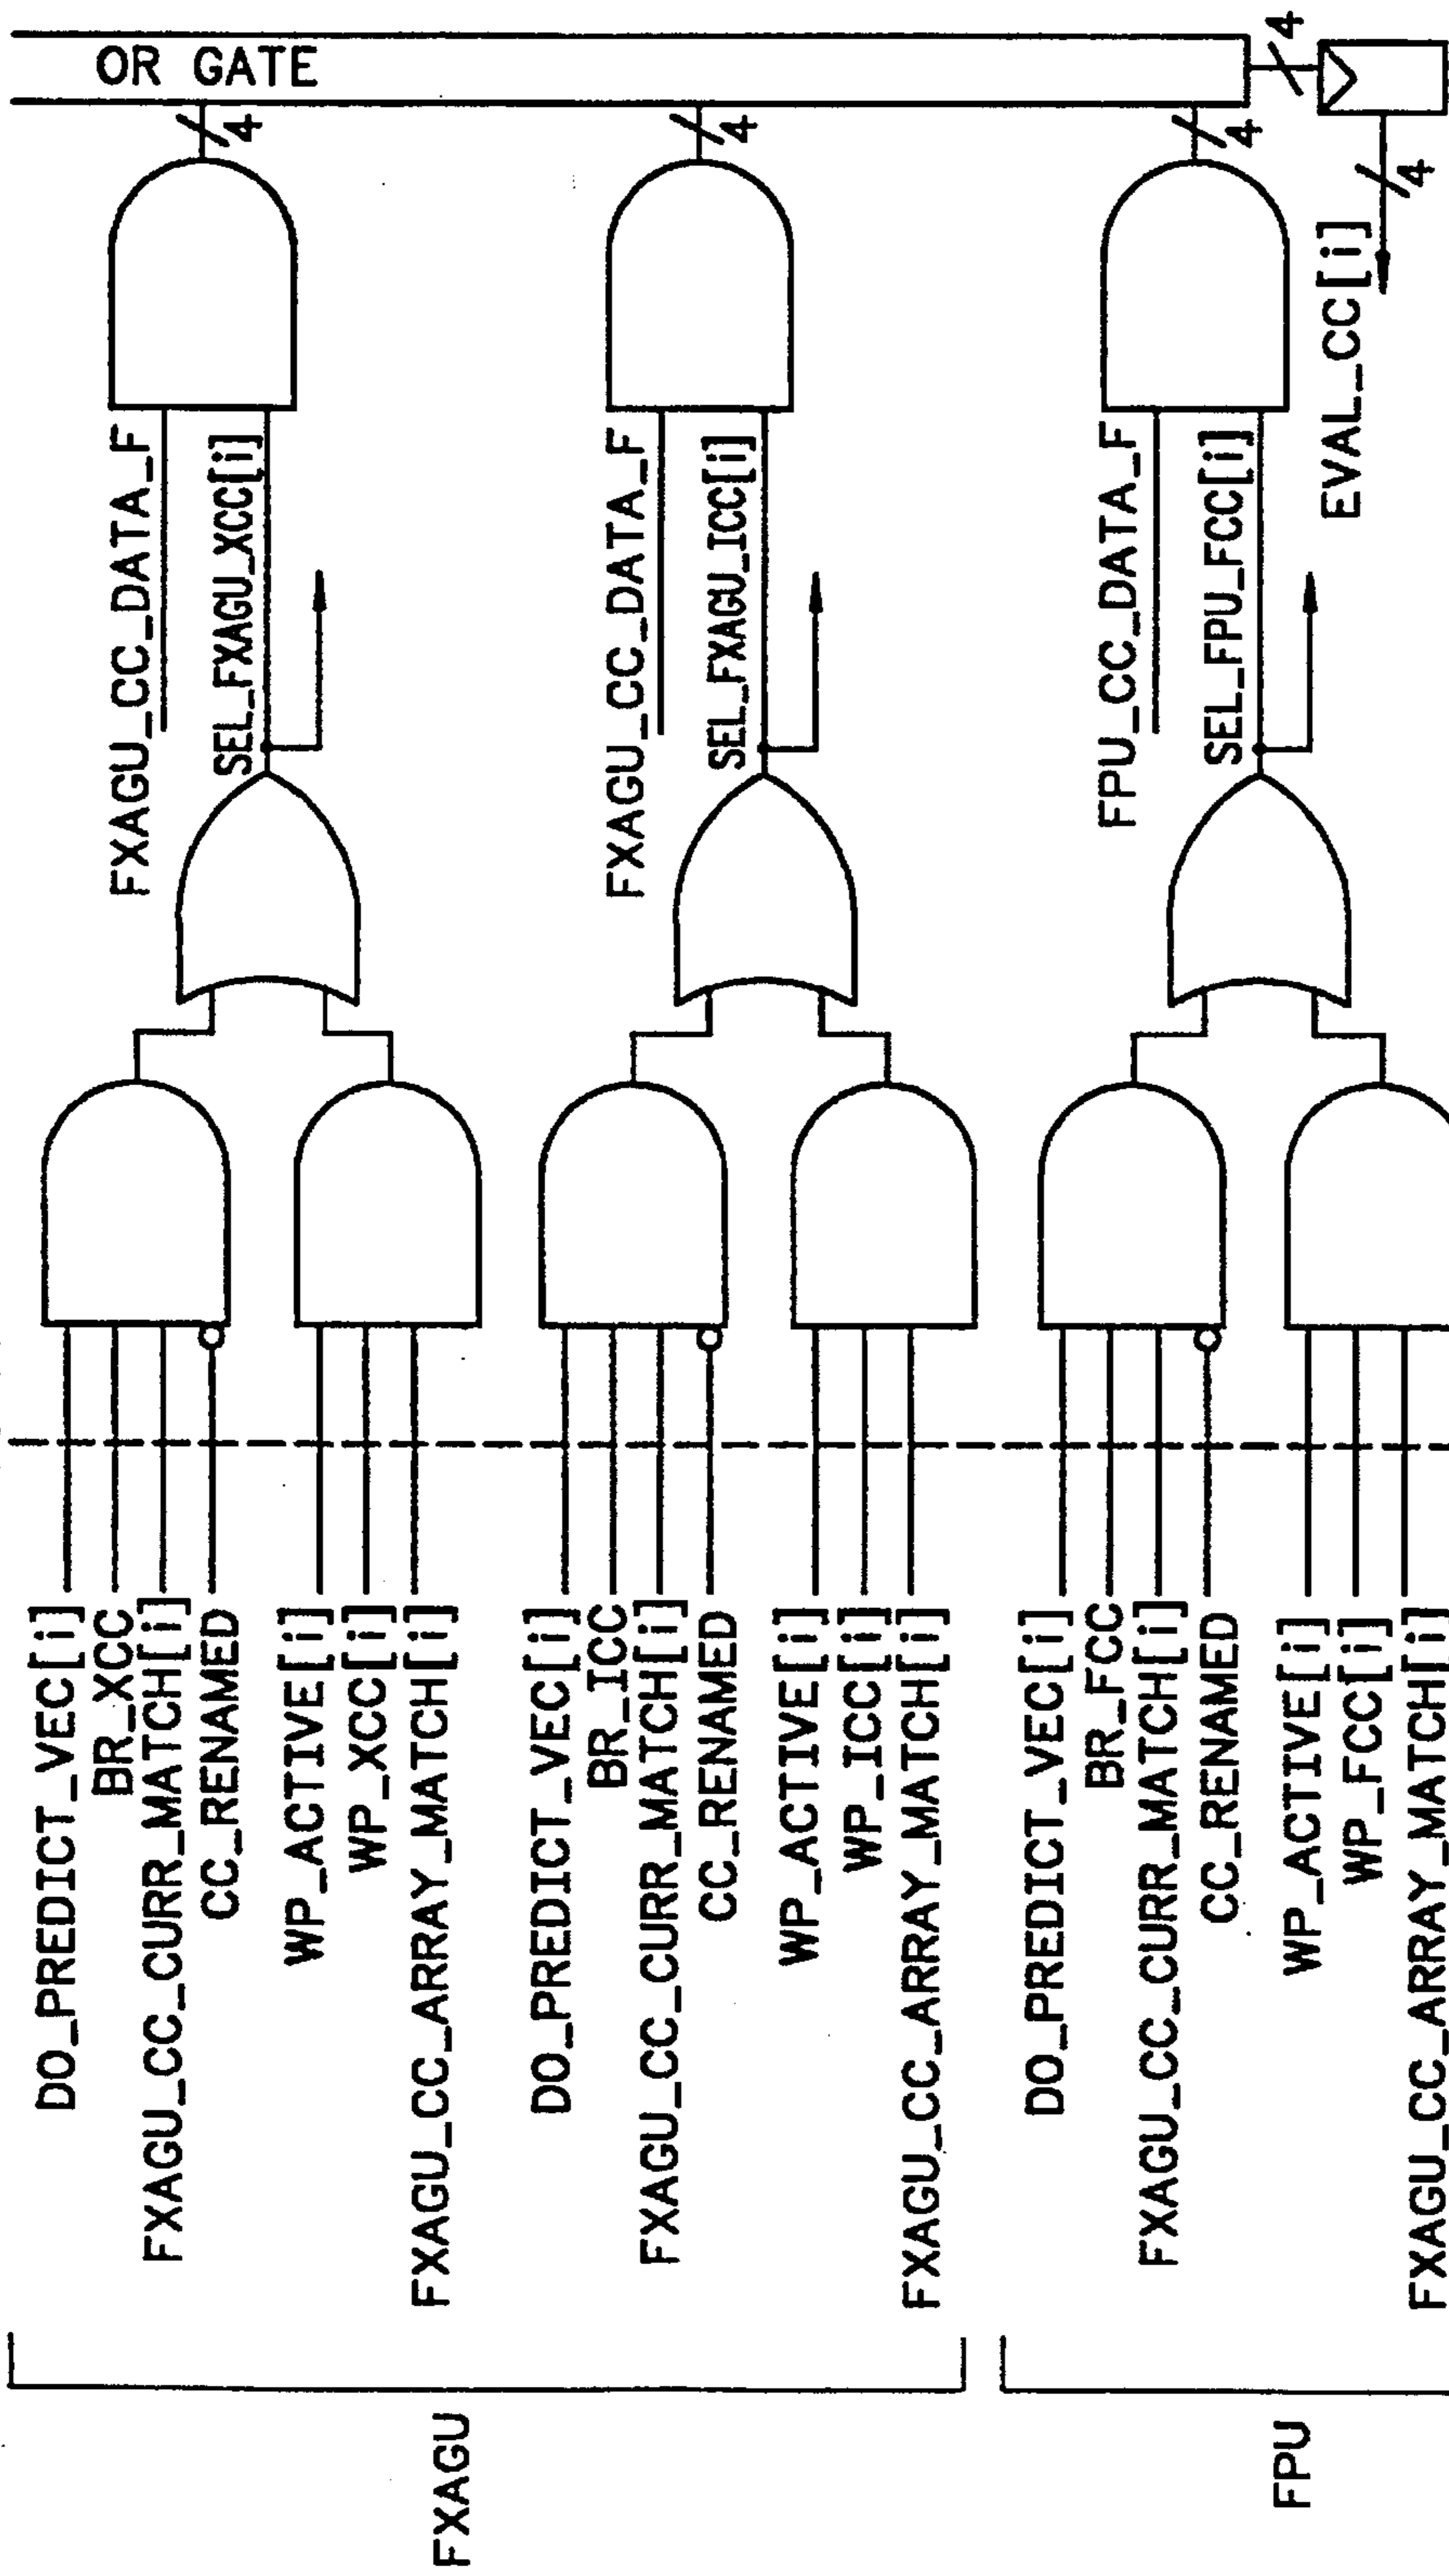 OR GATE
4
4
4
4
4
FXAGU_CC_DATA_F
SEL_FXAGU_XCC[i]
FXAGU_CC_DATA_F
SEL_FXAGU_ICC[i]
FPU_CC_DATA_F
SEL_FPU_FCC[i]
EVAL_CC[i]
DO_PREDICT_VEC[i]
BR_XCC
FXAGU_CC_CURR_MATCH[i]
CC_RENAMED
WP_ACTIVE[i]
WP_XCC[i]
FXAGU_CC_ARRAY_MATCH[i]
DO_PREDICT_VEC[i]
BR_ICC
FXAGU_CC_CURR_MATCH[i]
CC_RENAMED
WP_ACTIVE[i]
WP_ICC[i]
FXAGU_CC_ARRAY_MATCH[i]
DO_PREDICT_VEC[i]
BR_FCC
FXAGU_CC_CURR_MATCH[i]
CC_RENAMED
WP_ACTIVE[i]
WP_FCC[i]
FXAGU_CC_ARRAY_MATCH[i]
FXAGU
FPU